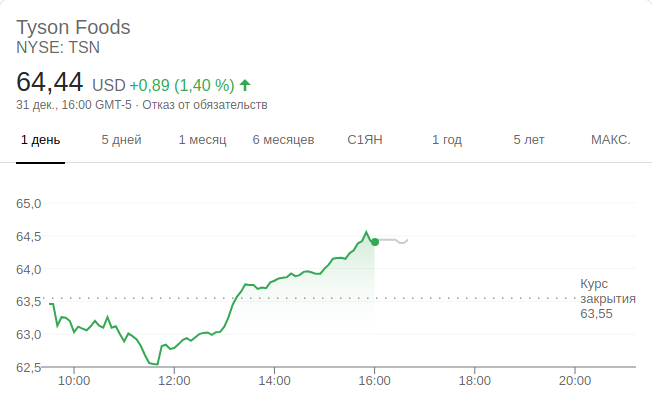 Tyson Foods
NYSE: TSN
64,44 USD +0,89 (1,40 %)
31 дек., 16:00 GMT-5 · Отказ от обязательств
1 день 5 дней 1 месяц 6 месяцев С1ЯН 1 год 5 лет МАКС.
65,0
64,5
64,0
63,5
63,0
62,5
Курс
закрытия
63,55
10:00 12:00 14:00 16:00 18:00 20:00